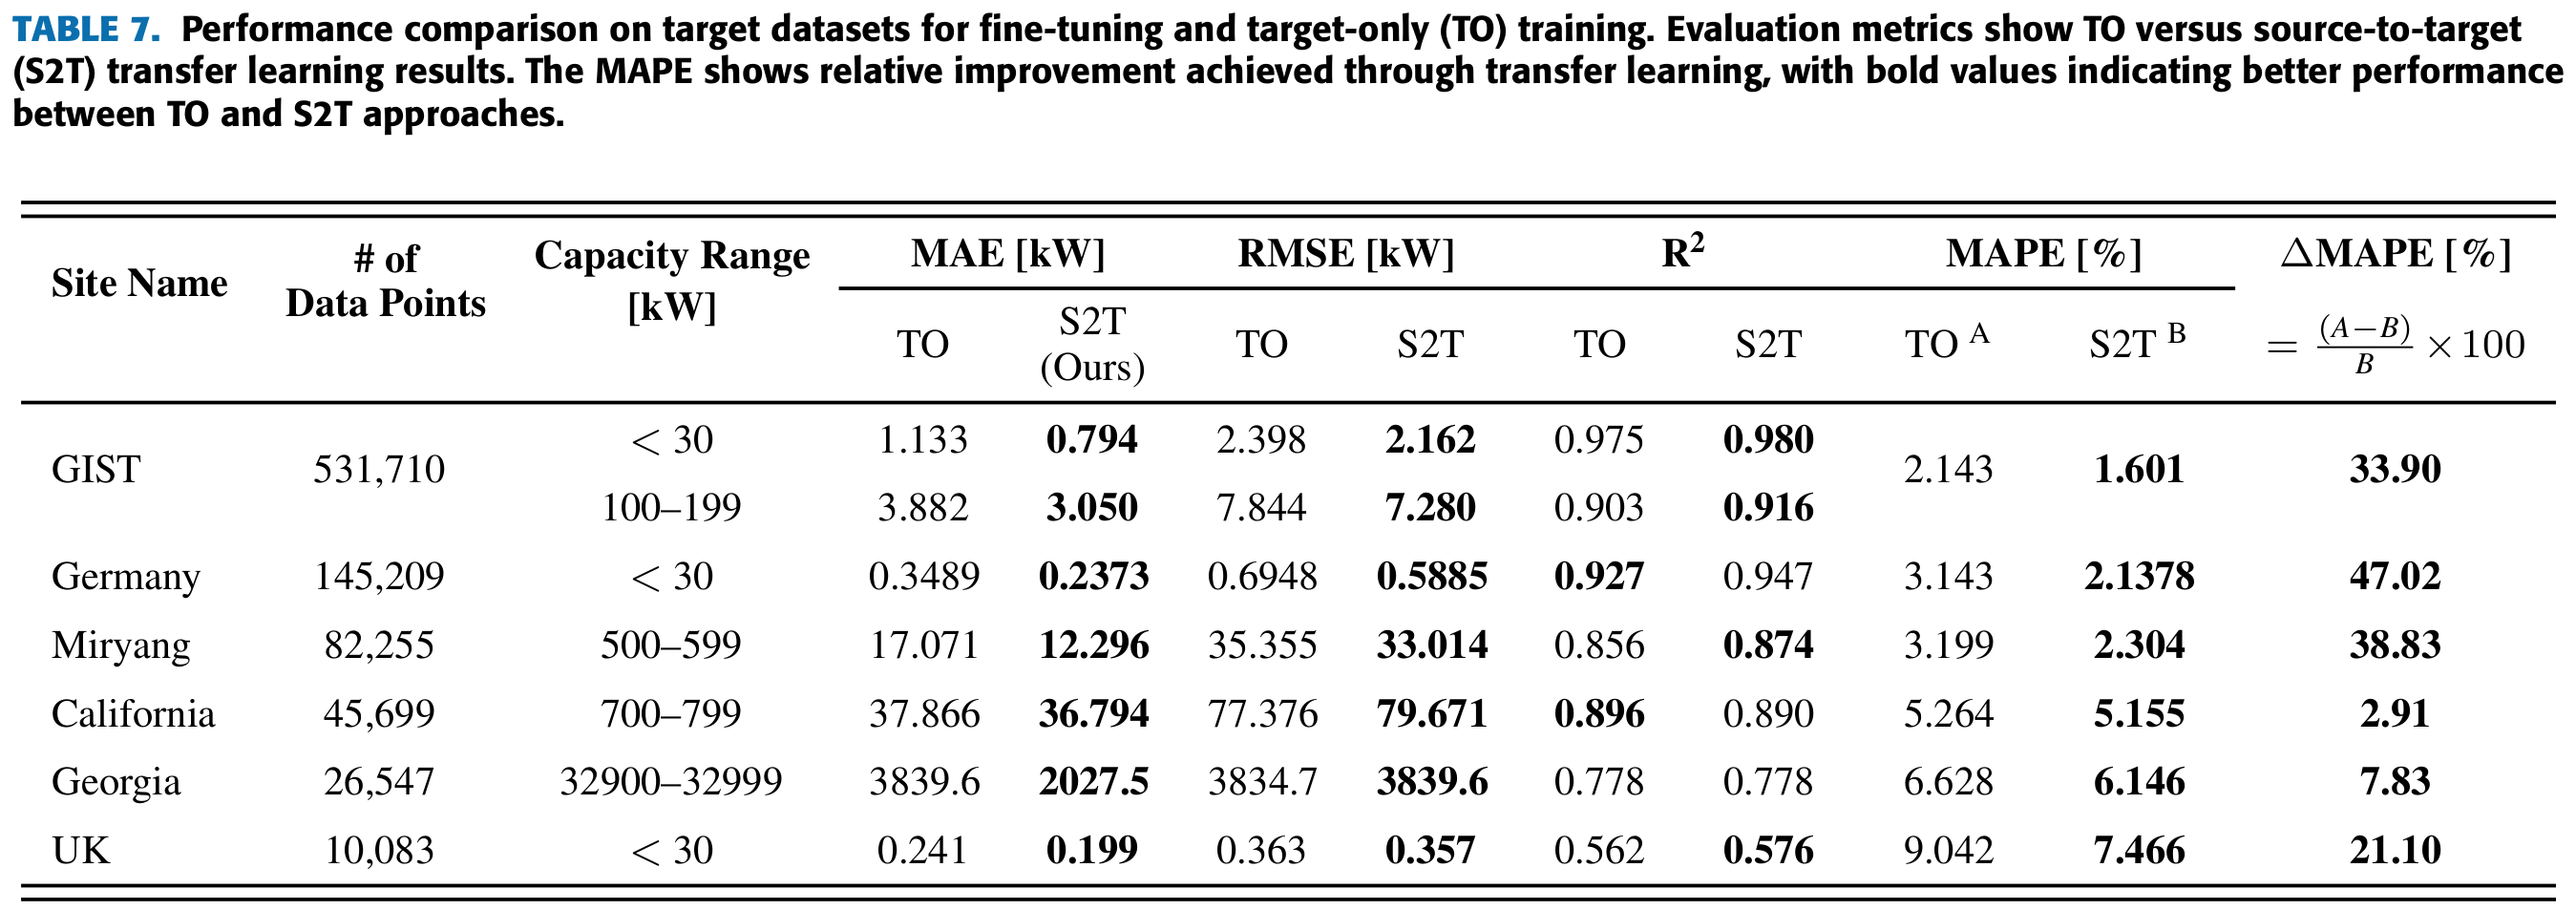 TABLE 7. Performance comparison on target datasets for fine-tuning and target-only (TO) training. Evaluation metrics show TO versus source-to-target
(S2T) transfer learning results. The MAPE shows relative improvement achieved through transfer learning, with bold values indicating better performance
between TO and S2T approaches.
Site Name # of Data Points Capacity Range [kW] MAE [kW] RMSE [kW] R² MAPE [%] △MAPE [%]
TO S2T (Ours) TO S2T TO S2T TO A S2T B = (A−B)/B × 100
GIST 531,710 < 30 1.133 0.794 2.398 2.162 0.975 0.980 2.143 1.601 33.90
100–199 3.882 3.050 7.844 7.280 0.903 0.916
Germany 145,209 < 30 0.3489 0.2373 0.6948 0.5885 0.927 0.947 3.143 2.1378 47.02
Miryang 82,255 500–599 17.071 12.296 35.355 33.014 0.856 0.874 3.199 2.304 38.83
California 45,699 700–799 37.866 36.794 77.376 79.671 0.896 0.890 5.264 5.155 2.91
Georgia 26,547 32900–32999 3839.6 2027.5 3834.7 3839.6 0.778 0.778 6.628 6.146 7.83
UK 10,083 < 30 0.241 0.199 0.363 0.357 0.562 0.576 9.042 7.466 21.10